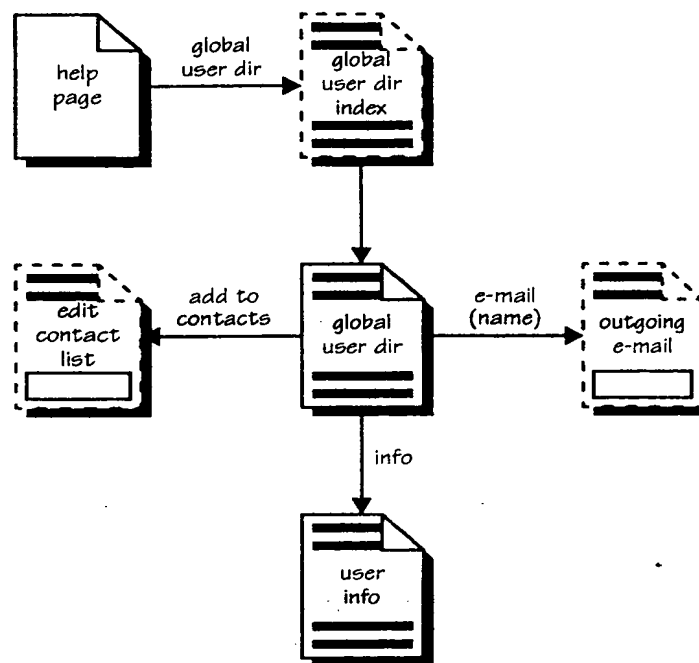 help
page
global
user dir
global
user dir
index
edit
contact
list
add to
contacts
global
user dir
e-mail
(name)
outgoing
e-mail
info
user
info